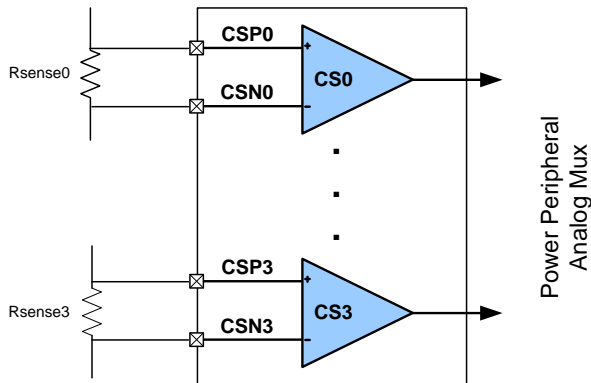 CSP0
+
CS0
Rsense0
CSN0
-
Power Peripheral
Analog Mux
CSP3
+
CS3
Rsense3
CSN3
-